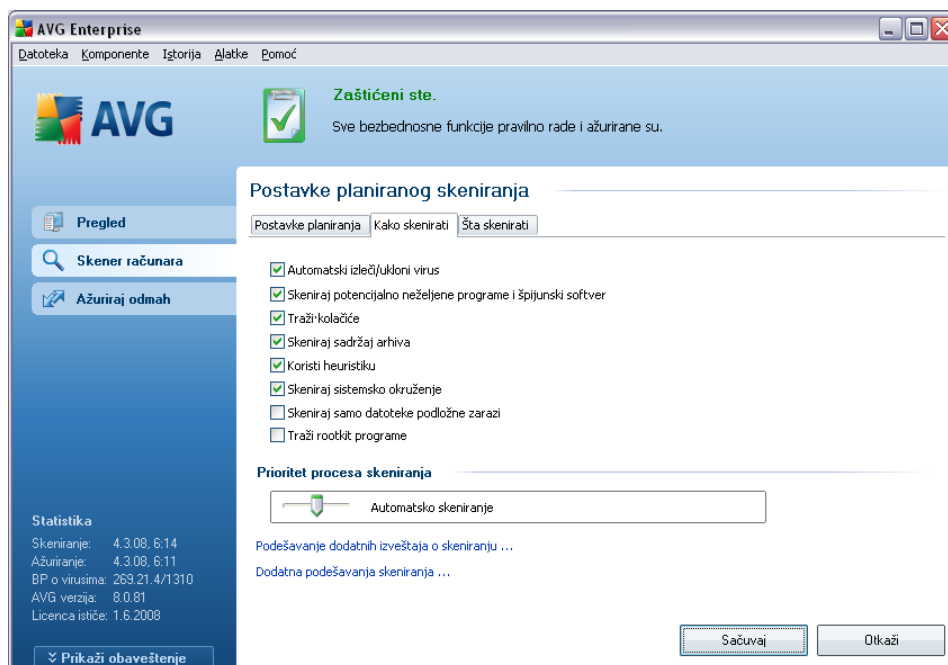 AVG Enterprise
Datoteka Komponente Istorija Alatke Pomoć
AVG
Zaštićeni ste.
Sve bezbednosne funkcije pravilno rade i ažurirane su.
Postavke planiranog skeniranja
Pregled
Skener računara
Ažuriraj odmah
Postavke planiranja Kako skenirati Šta skenirati
Automatski izleči/ukloni virus
Skeniraj potencijalno neželjene programe i špijunski softver
Traži·kolačiće
Skeniraj sadržaj arhiva
Koristi heuristiku
Skeniraj sistemsko okruženje
Skeniraj samo datoteke podložne zarazi
Traži rootkit programe
Prioritet procesa skeniranja
Automatsko skeniranje
Podešavanje dodatnih izveštaja o skeniranju ...
Dodatna podešavanja skeniranja ...
Statistika
Skeniranje: 4.3.08, 6:14
Ažuriranje: 4.3.08, 6:11
BP o virusima: 269.21.4/1310
AVG verzija: 8.0.81
Licenca ističe: 1.6.2008
Prikaži obaveštenje
Sačuvaj Otkaži